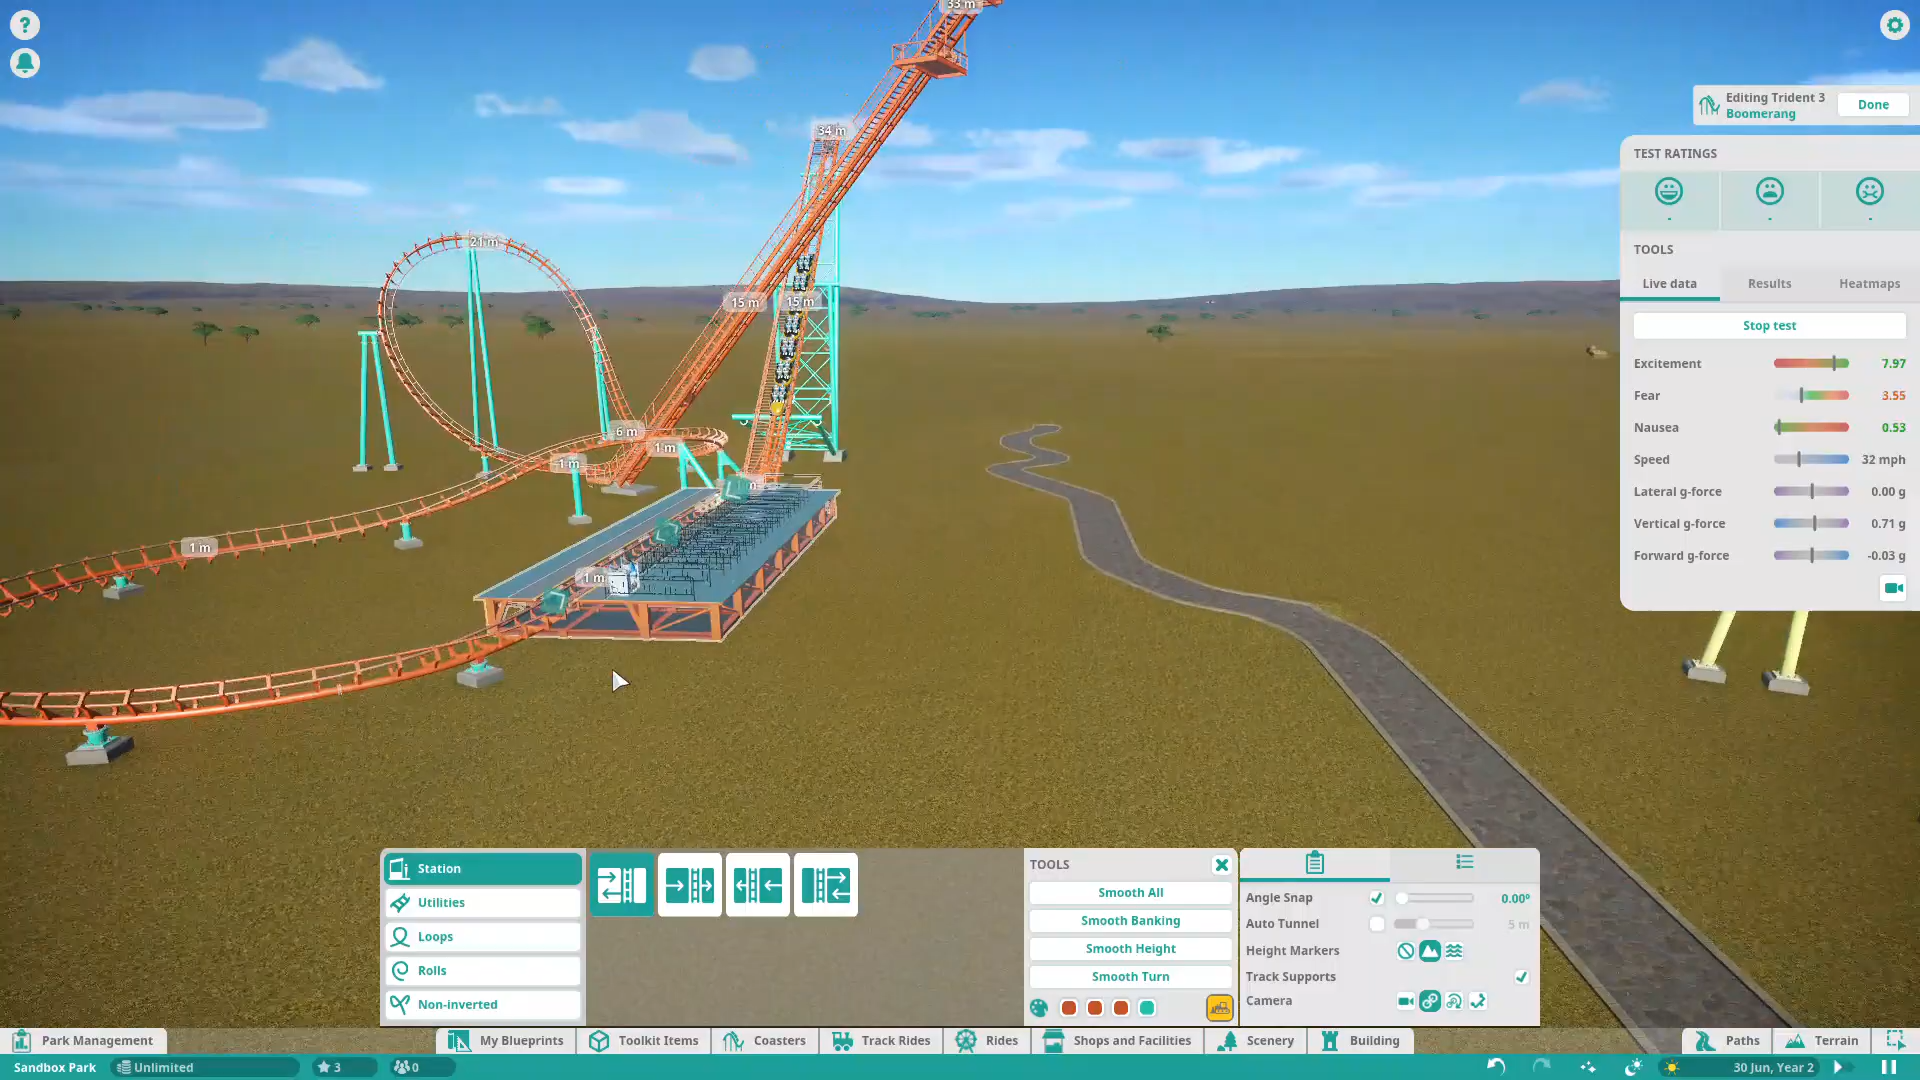 33 m
34 m
21 m
15 m
15 m
6 m
1 m
1 m
1 m
1 m
Editing Trident 3
Boomerang
Done
TEST RATINGS
-
-
-
TOOLS
Live data
Results
Heatmaps
Stop test
Excitement 7.97
Fear 3.55
Nausea 0.53
Speed 32 mph
Lateral g-force 0.00 g
Vertical g-force 0.71 g
Forward g-force -0.03 g
Station
Utilities
Loops
Rolls
Non-inverted
TOOLS
Smooth All
Smooth Banking
Smooth Height
Smooth Turn
Angle Snap 0.00°
Auto Tunnel 5 m
Height Markers
Track Supports
Camera
Park Management
My Blueprints
Toolkit Items
Coasters
Track Rides
Rides
Shops and Facilities
Scenery
Building
Paths
Terrain
Sandbox Park
Unlimited
3
0
30 Jun, Year 2